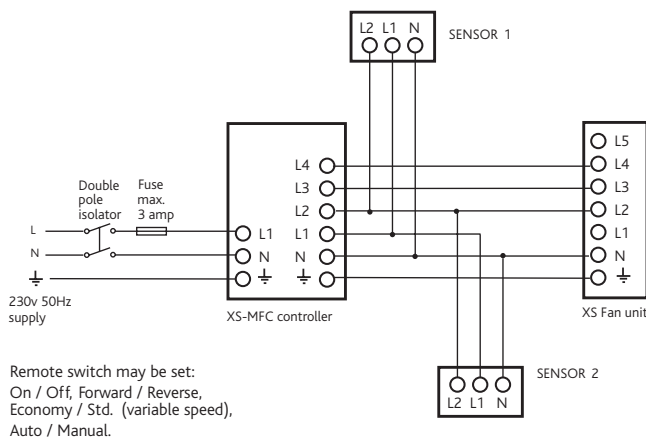 L2 L1 N
SENSOR 1
L5
L4
L3
L2
L1
N
XS Fan unit
L4
L3
L2
L1
N
L1
N
XS-MFC controller
Double
pole
isolator
Fuse
max.
3 amp
L
N
230v 50Hz
supply
SENSOR 2
L2 L1 N
Remote switch may be set:
On / Off, Forward / Reverse,
Economy / Std. (variable speed),
Auto / Manual.